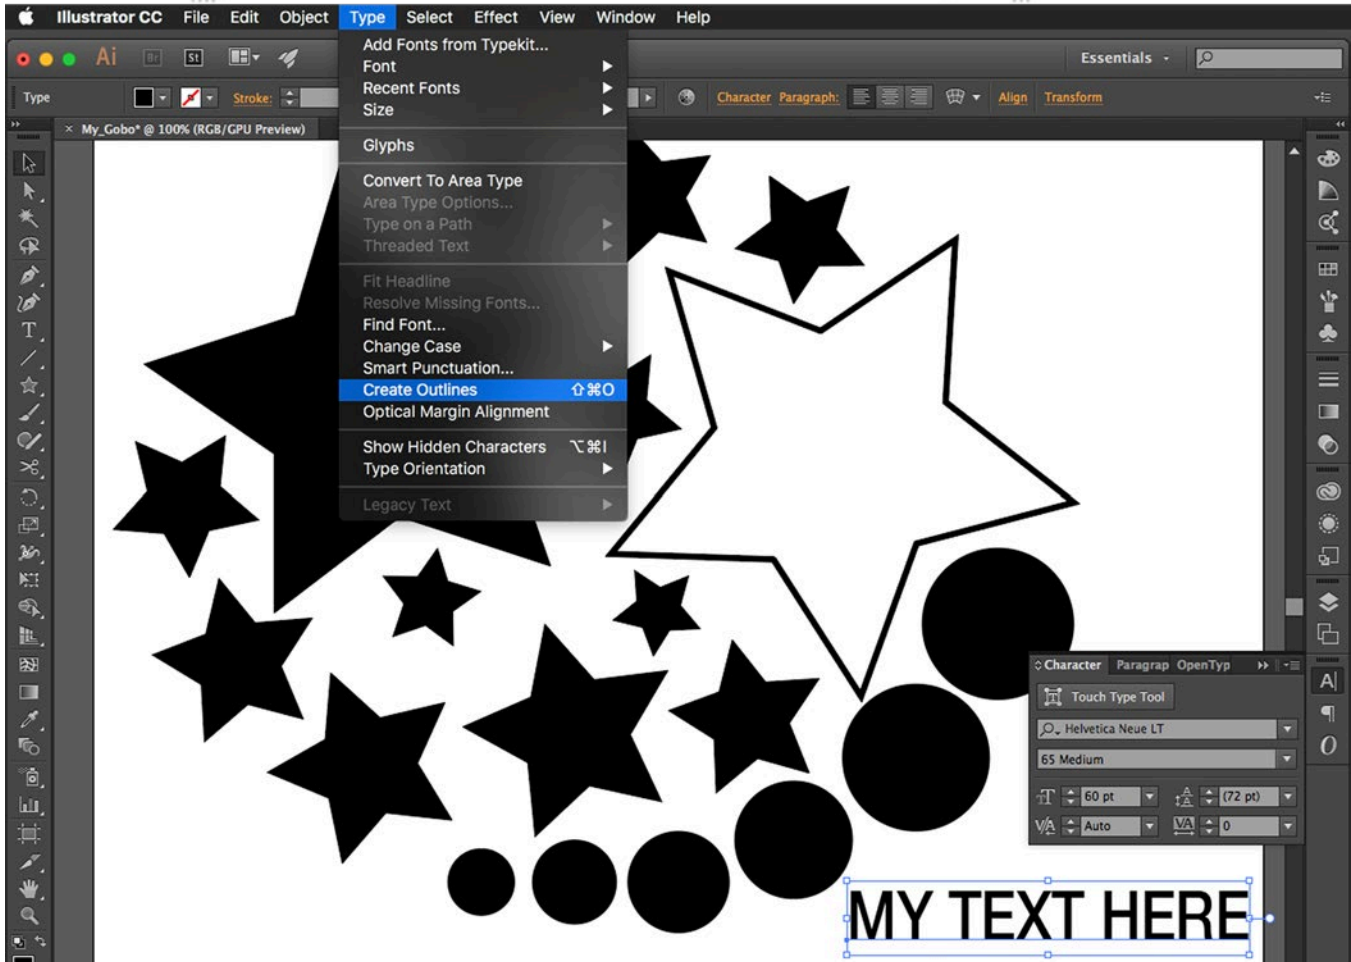 Illustrator CC File Edit Object Type Select Effect View Window Help
Ai Br St Essentials
Type Stroke: Character Paragraph: Align Transform
× My_Gobo* @ 100% (RGB/GPU Preview)
Add Fonts from Typekit...
Font
Recent Fonts
Size
Glyphs
Convert To Area Type
Area Type Options...
Type on a Path
Threaded Text
Fit Headline
Resolve Missing Fonts...
Find Font...
Change Case
Smart Punctuation...
Create Outlines ⇧⌘O
Optical Margin Alignment
Show Hidden Characters ⌥⌘I
Type Orientation
Legacy Text
Character Paragrap OpenTyp
Touch Type Tool
Helvetica Neue LT
65 Medium
60 pt (72 pt)
Auto 0
MY TEXT HERE